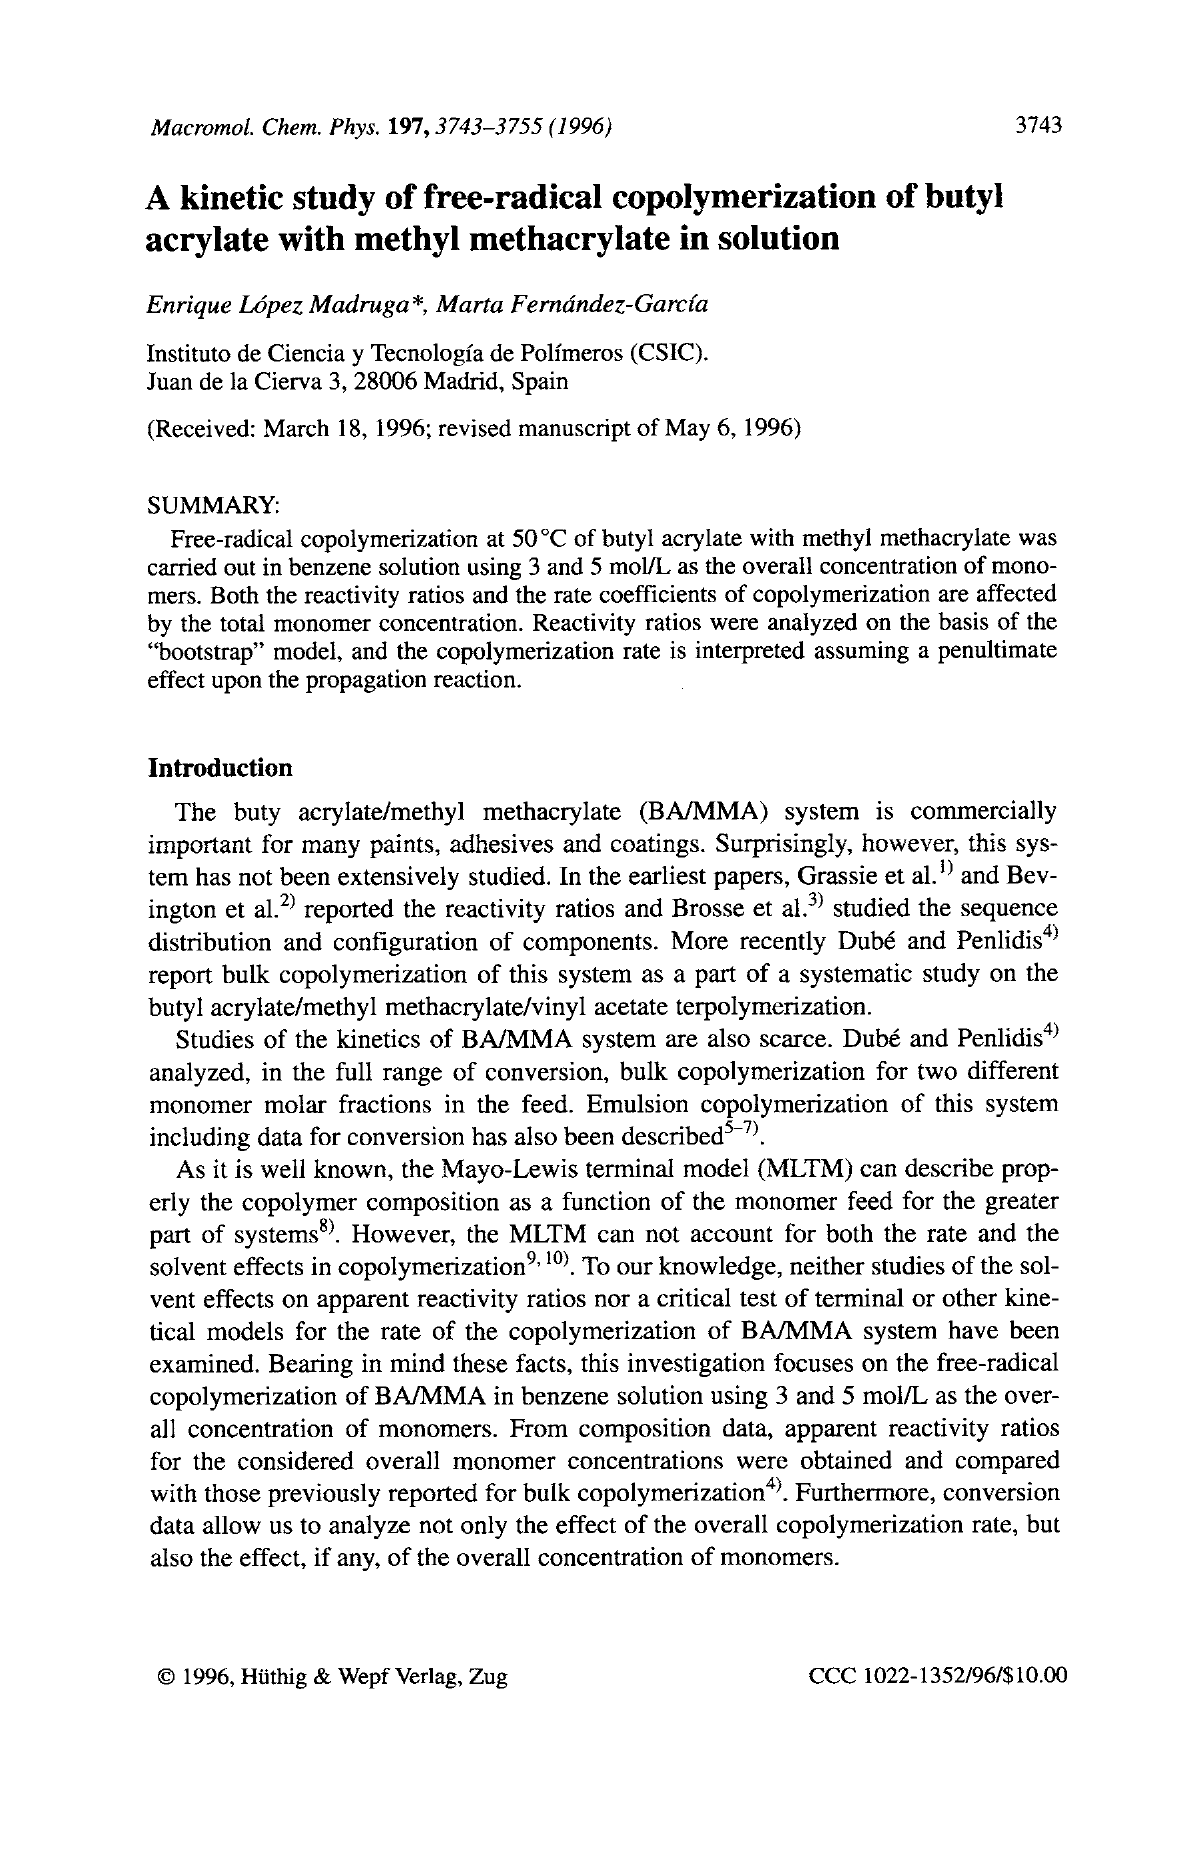 Macromol. Chem. Phys. 197, 3743–3755 (1996) 3743
A kinetic study of free-radical copolymerization of butyl
acrylate with methyl methacrylate in solution
Enrique López Madruga*, Marta Fernández-García
Instituto de Ciencia y Tecnología de Polímeros (CSIC).
Juan de la Cierva 3, 28006 Madrid, Spain
(Received: March 18, 1996; revised manuscript of May 6, 1996)
SUMMARY:
Free-radical copolymerization at 50°C of butyl acrylate with methyl methacrylate was
carried out in benzene solution using 3 and 5 mol/L as the overall concentration of mono-
mers. Both the reactivity ratios and the rate coefficients of copolymerization are affected
by the total monomer concentration. Reactivity ratios were analyzed on the basis of the
“bootstrap” model, and the copolymerization rate is interpreted assuming a penultimate
effect upon the propagation reaction.
Introduction
The buty acrylate/methyl methacrylate (BA/MMA) system is commercially
important for many paints, adhesives and coatings. Surprisingly, however, this sys-
tem has not been extensively studied. In the earliest papers, Grassie et al.1) and Bev-
ington et al.2) reported the reactivity ratios and Brosse et al.3) studied the sequence
distribution and configuration of components. More recently Dubé and Penlidis4)
report bulk copolymerization of this system as a part of a systematic study on the
butyl acrylate/methyl methacrylate/vinyl acetate terpolymerization.
Studies of the kinetics of BA/MMA system are also scarce. Dubé and Penlidis4)
analyzed, in the full range of conversion, bulk copolymerization for two different
monomer molar fractions in the feed. Emulsion copolymerization of this system
including data for conversion has also been described5–7).
As it is well known, the Mayo-Lewis terminal model (MLTM) can describe prop-
erly the copolymer composition as a function of the monomer feed for the greater
part of systems8). However, the MLTM can not account for both the rate and the
solvent effects in copolymerization9, 10). To our knowledge, neither studies of the sol-
vent effects on apparent reactivity ratios nor a critical test of terminal or other kine-
tical models for the rate of the copolymerization of BA/MMA system have been
examined. Bearing in mind these facts, this investigation focuses on the free-radical
copolymerization of BA/MMA in benzene solution using 3 and 5 mol/L as the over-
all concentration of monomers. From composition data, apparent reactivity ratios
for the considered overall monomer concentrations were obtained and compared
with those previously reported for bulk copolymerization4). Furthermore, conversion
data allow us to analyze not only the effect of the overall copolymerization rate, but
also the effect, if any, of the overall concentration of monomers.
© 1996, Hüthig & Wepf Verlag, Zug CCC 1022-1352/96/$10.00